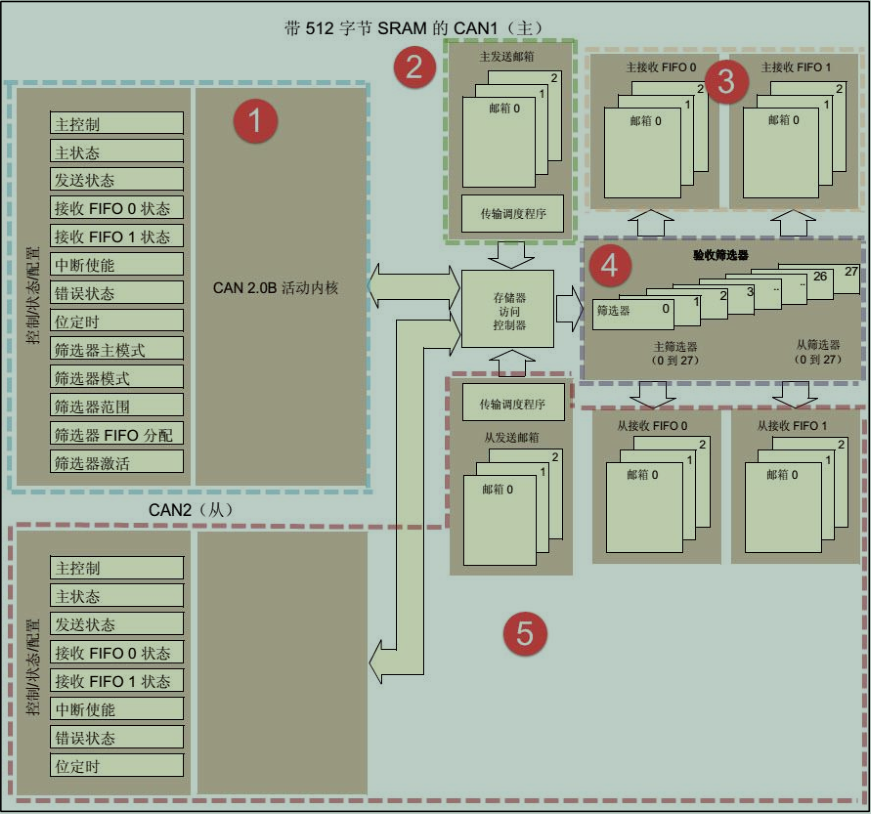 带 512 字节 SRAM 的 CAN1（主）
1
控制/状态/配置
主控制
主状态
发送状态
接收 FIFO 0 状态
接收 FIFO 1 状态
中断使能
错误状态
位定时
筛选器主模式
筛选器模式
筛选器范围
筛选器 FIFO 分配
筛选器激活
CAN 2.0B 活动内核
2
主发送邮箱
2
1
邮箱 0
传输调度程序
存储器
访问
控制器
3
主接收 FIFO 0
2
1
邮箱 0
主接收 FIFO 1
2
1
邮箱 0
4
验收筛选器
筛选器 0
1
2
3
..
..
26
27
主筛选器
（0 到 27）
从筛选器
（0 到 27）
传输调度程序
从发送邮箱
2
1
邮箱 0
从接收 FIFO 0
2
1
邮箱 0
从接收 FIFO 1
2
1
邮箱 0
CAN2（从）
控制/状态/配置
主控制
主状态
发送状态
接收 FIFO 0 状态
接收 FIFO 1 状态
中断使能
错误状态
位定时
5